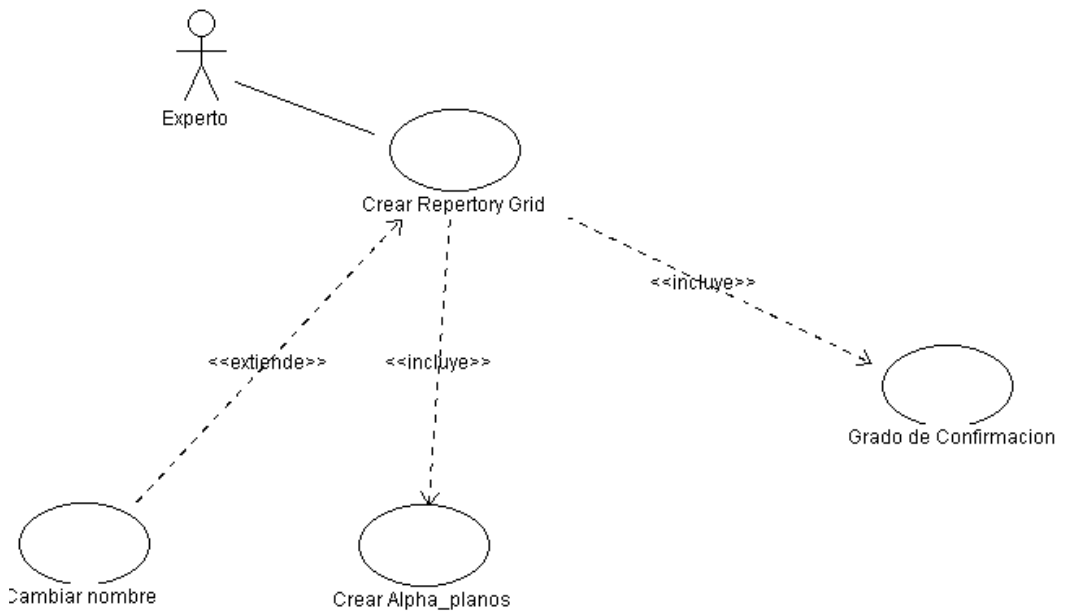 Experto
Crear Repertory Grid
<<incluye>>
<<extiende>>
<<incluye>>
Grado de Confirmacion
Cambiar nombre
Crear Alpha_planos